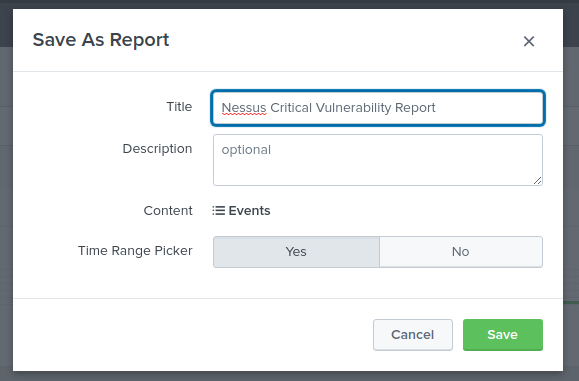 Save As Report
Title Nessus Critical Vulnerability Report
Description optional
Content Events
Time Range Picker Yes No
Cancel Save